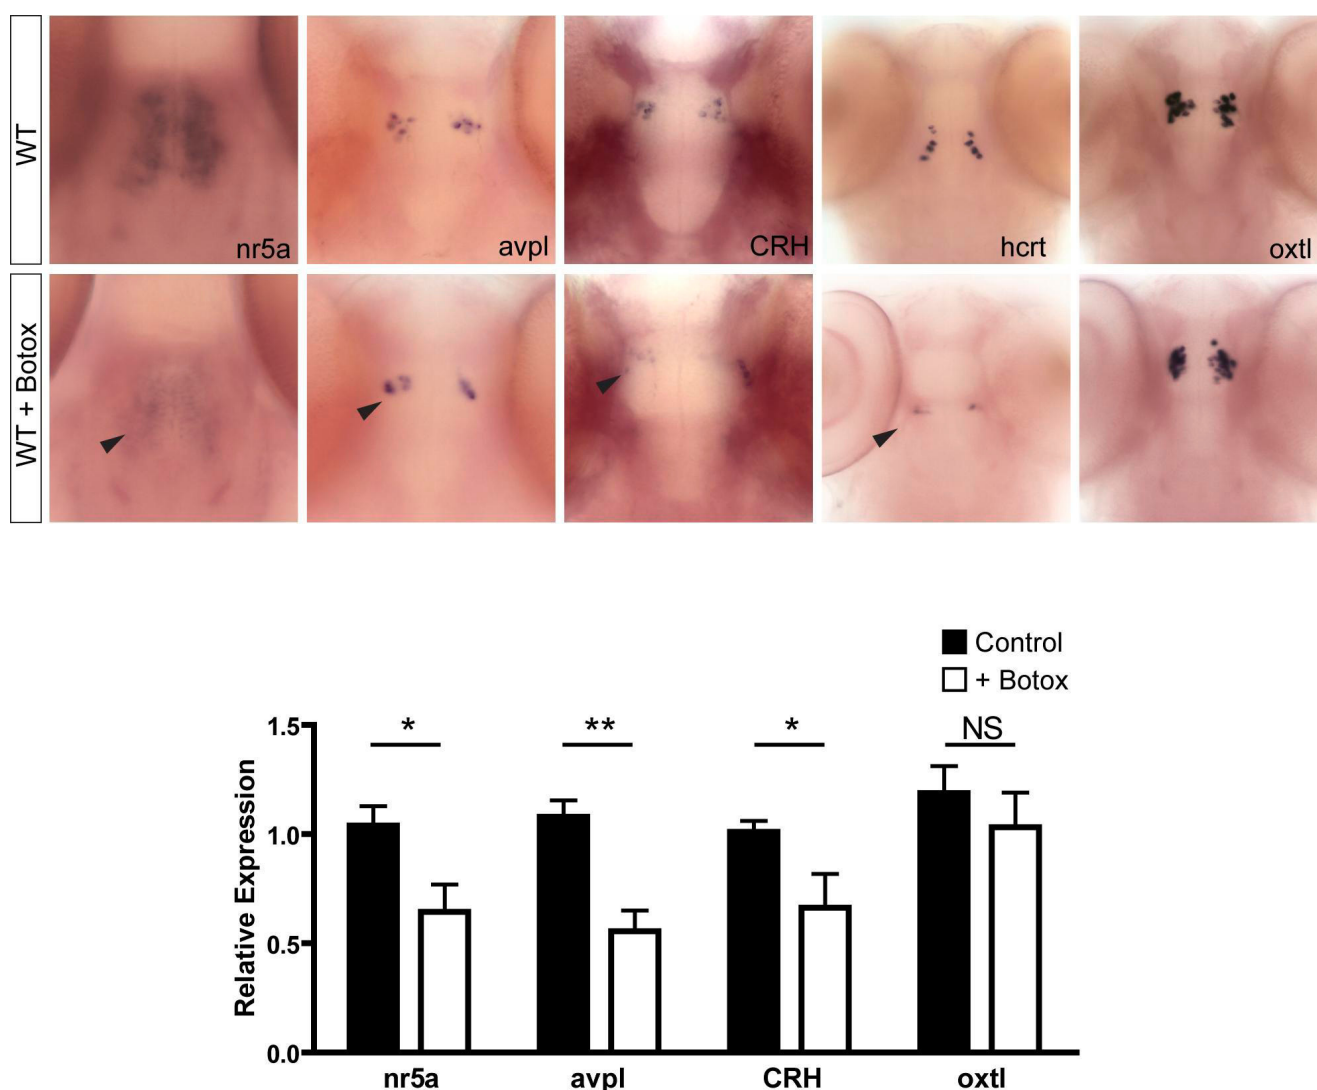 WT
nr5a
avpl
CRH
hcrt
oxtl
WT + Botox
Control
+ Botox
Relative Expression
1.5
1.0
0.5
0.0
*
**
*
NS
nr5a
avpl
CRH
oxtl